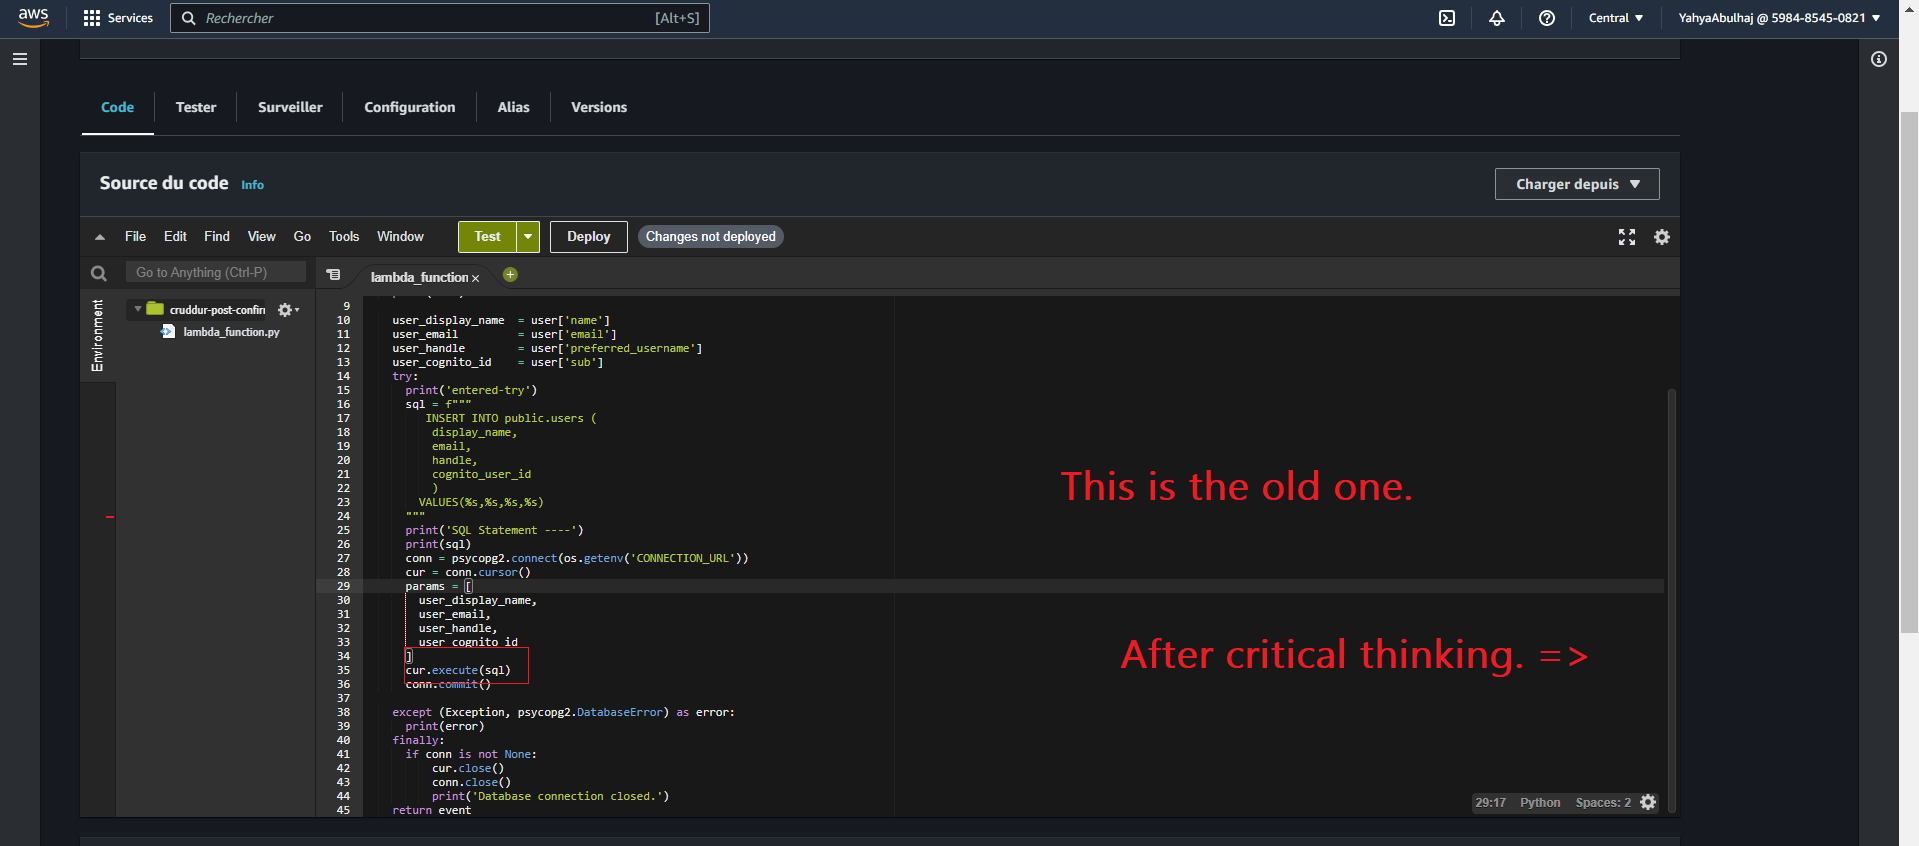 aws
Services
Rechercher
[Alt+S]
Central ▼
YahyaAbulhaj @ 5984-8545-0821 ▼
Code
Tester
Surveiller
Configuration
Alias
Versions
Source du code Info
Charger depuis ▼
File Edit Find View Go Tools Window
Test
Deploy
Changes not deployed
Go to Anything (Ctrl-P)
lambda_function ×
Environment
cruddur-post-confirr
lambda_function.py
9
10 user_display_name  = user['name']
11 user_email         = user['email']
12 user_handle        = user['preferred_username']
13 user_cognito_id    = user['sub']
14 try:
15 print('entered-try')
16 sql = f"""
17 INSERT INTO public.users (
18 display_name,
19 email,
20 handle,
21 cognito_user_id
22 )
23 VALUES(%s,%s,%s,%s)
24 """
25 print('SQL Statement ----')
26 print(sql)
27 conn = psycopg2.connect(os.getenv('CONNECTION_URL'))
28 cur = conn.cursor()
29 params = [
30 user_display_name,
31 user_email,
32 user_handle,
33 user_cognito_id
34 ]
35 cur.execute(sql)
36 conn.commit()
37
38 except (Exception, psycopg2.DatabaseError) as error:
39 print(error)
40 finally:
41 if conn is not None:
42 cur.close()
43 conn.close()
44 print('Database connection closed.')
45 return event
This is the old one.
After critical thinking. =>
29:17 Python Spaces: 2